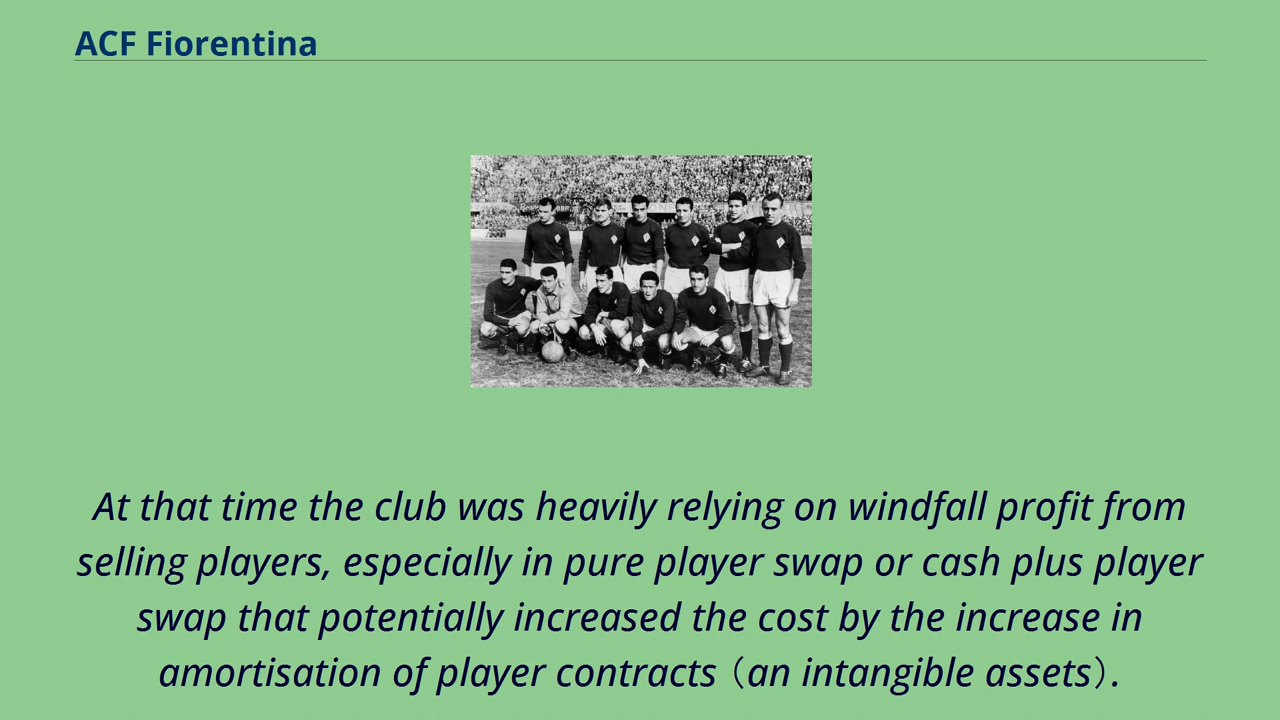 ACF Fiorentina
At that time the club was heavily relying on windfall profit from
selling players, especially in pure player swap or cash plus player
swap that potentially increased the cost by the increase in
amortisation of player contracts (an intangible assets).